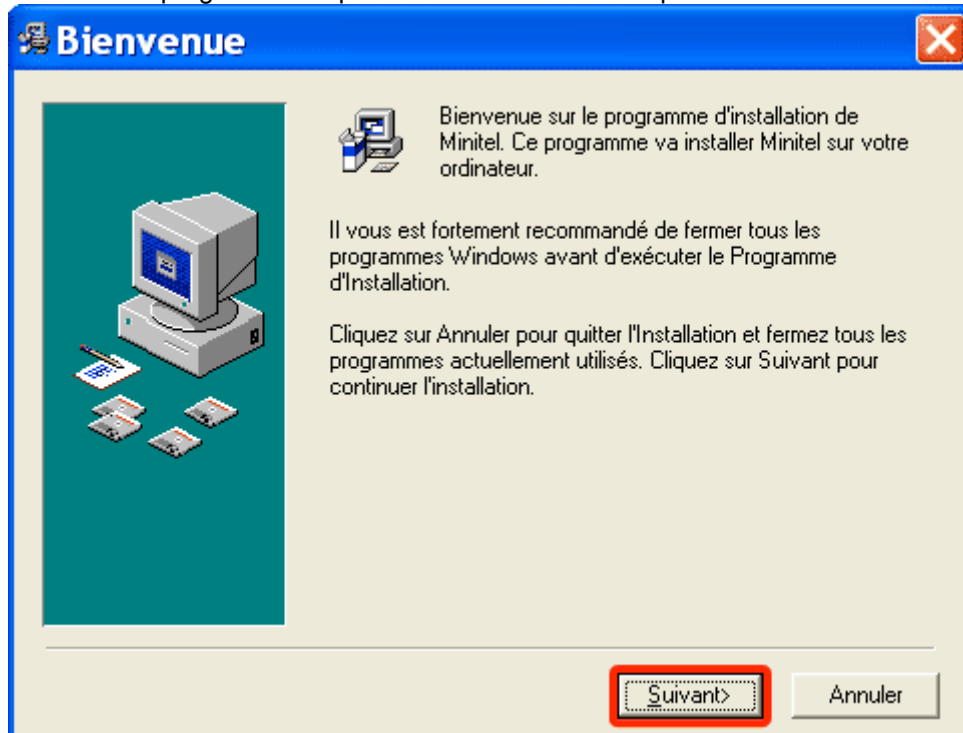 Bienvenue
Bienvenue sur le programme d'installation de
Minitel. Ce programme va installer Minitel sur votre
ordinateur.
Il vous est fortement recommandé de fermer tous les
programmes Windows avant d'exécuter le Programme
d'Installation.
Cliquez sur Annuler pour quitter l'Installation et fermez tous les
programmes actuellement utilisés. Cliquez sur Suivant pour
continuer l'installation.
Suivant>
Annuler